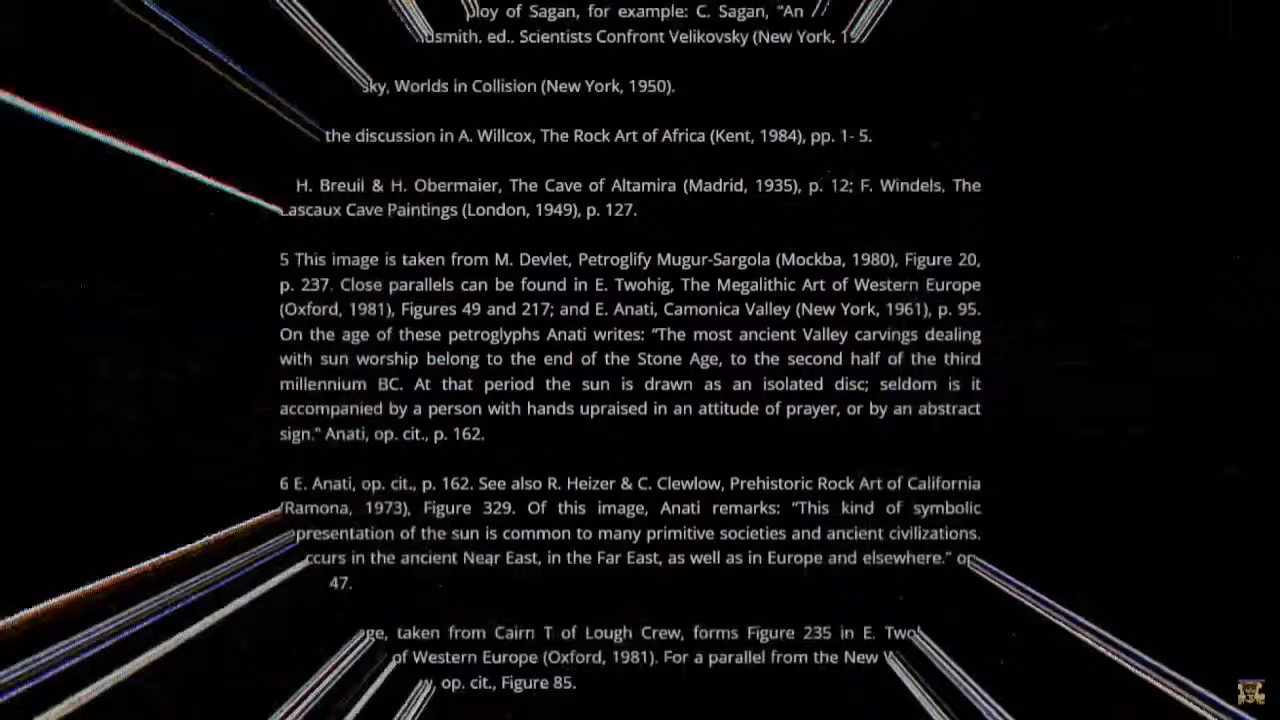 ploy of Sagan, for example: C. Sagan, “An
ed., Scientists Confront Velikovsky (New York,
Worlds in Collision (New York, 1950).
the discussion in A. Willcox, The Rock Art of Africa (Kent, 1984), pp. 1- 5.
H. Breuil & H. Obermaier, The Cave of Altamira (Madrid, 1935), p. 12; F. Windels, The
Lascaux Cave Paintings (London, 1949), p. 127.
5 This image is taken from M. Devlet, Petroglify Mugur-Sargola (Mockba, 1980), Figure 20,
p. 237. Close parallels can be found in E. Twohig, The Megalithic Art of Western Europe
(Oxford, 1981), Figures 49 and 217; and E. Anati, Camonica Valley (New York, 1961), p. 95.
On the age of these petroglyphs Anati writes: “The most ancient Valley carvings dealing
with sun worship belong to the end of the Stone Age, to the second half of the third
millennium BC. At that period the sun is drawn as an isolated disc; seldom is it
accompanied by a person with hands upraised in an attitude of prayer, or by an abstract
sign.” Anati, op. cit., p. 162.
6 E. Anati, op. cit., p. 162. See also R. Heizer & C. Clewlow, Prehistoric Rock Art of California
(Ramona, 1973), Figure 329. Of this image, Anati remarks: “This kind of symbolic
presentation of the sun is common to many primitive societies and ancient civilizations.
ccurs in the ancient Near East, in the Far East, as well as in Europe and elsewhere.” op
47.
taken from Cairn T of Lough Crew, forms Figure 235 in E.
of Western Europe (Oxford, 1981). For a parallel from the New
op. cit., Figure 85.